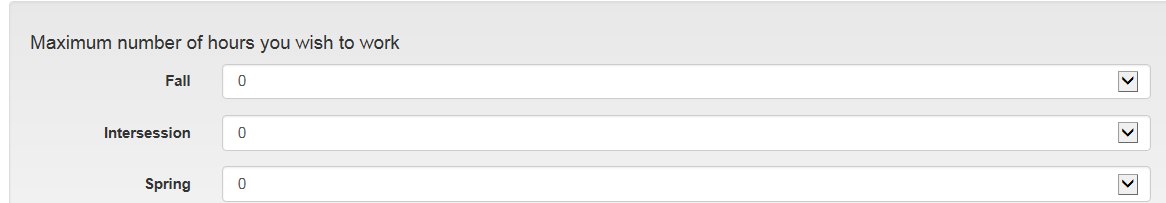 Maximum number of hours you wish to work
Fall 0
Intersession 0
Spring 0